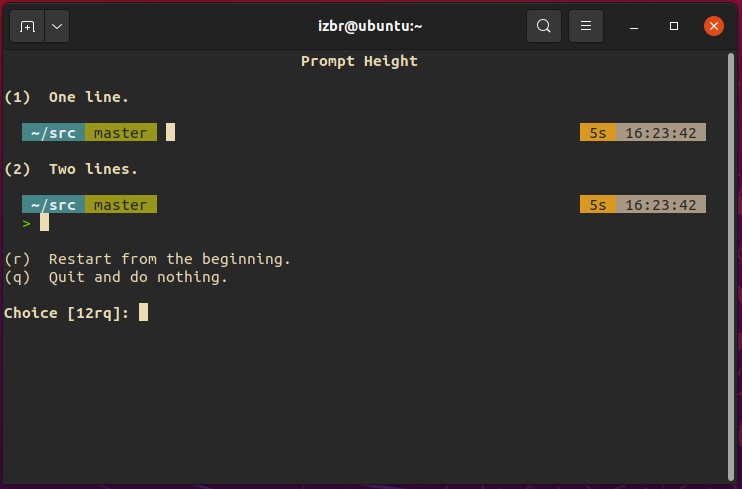 izbr@ubuntu:~
Prompt Height
(1) One line.
~/src master 5s 16:23:42
(2) Two lines.
~/src master 5s 16:23:42
>
(r) Restart from the beginning.
(q) Quit and do nothing.
Choice [12rq]: